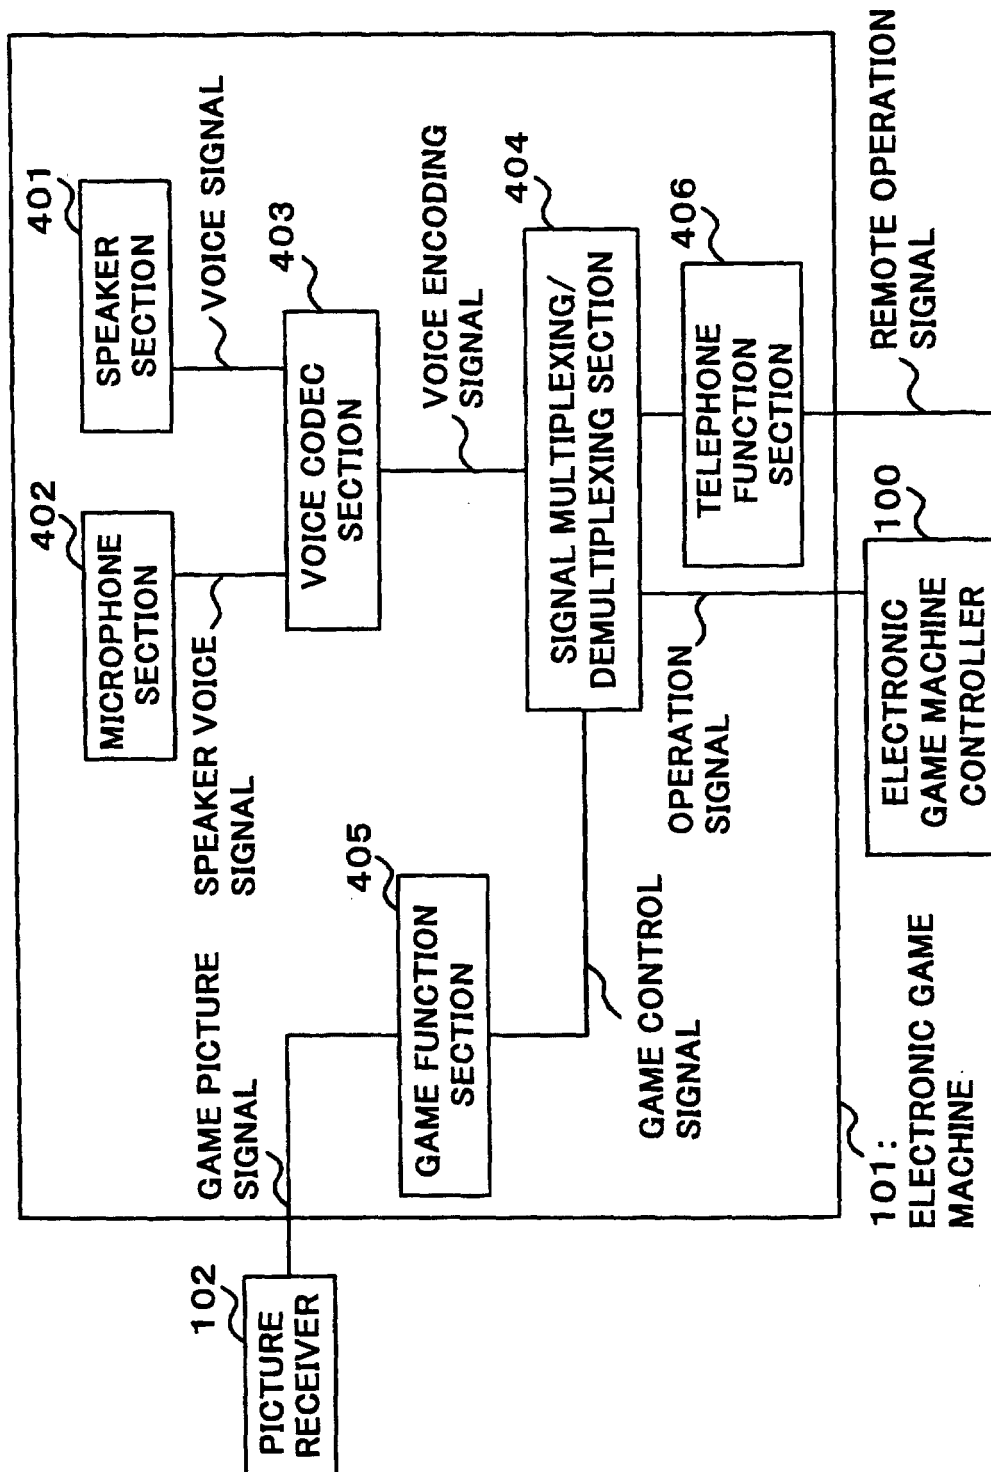 102
PICTURE
RECEIVER
GAME PICTURE
SIGNAL
405
GAME FUNCTION
SECTION
GAME CONTROL
SIGNAL
402
MICROPHONE
SECTION
SPEAKER VOICE
SIGNAL
401
SPEAKER
SECTION
VOICE SIGNAL
403
VOICE CODEC
SECTION
VOICE ENCODING
SIGNAL
404
SIGNAL MULTIPLEXING/
DEMULTIPLEXING SECTION
406
TELEPHONE
FUNCTION
SECTION
OPERATION
SIGNAL
REMOTE OPERATION
SIGNAL
100
ELECTRONIC
GAME MACHINE
CONTROLLER
101:
ELECTRONIC GAME
MACHINE